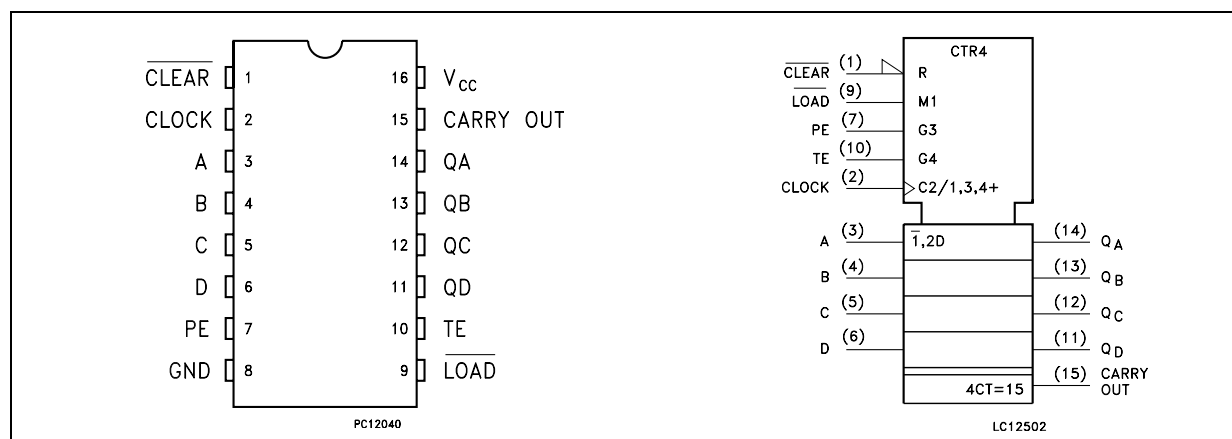 CLEAR 1 16 VCC
CLOCK 2 15 CARRY OUT
A 3 14 QA
B 4 13 QB
C 5 12 QC
D 6 11 QD
PE 7 10 TE
GND 8 9 LOAD
PC12040
CTR4
CLEAR (1) R
LOAD (9) M1
PE (7) G3
TE (10) G4
CLOCK (2) C2/1,3,4+
A (3) 1̅,2D (14) QA
B (4) (13) QB
C (5) (12) QC
D (6) (11) QD
4CT=15 (15) CARRY
OUT
LC12502